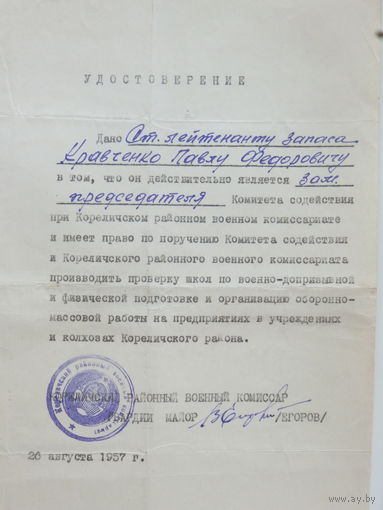 УДОСТОВЕРЕНИЕ
Дано Ст. лейтенанту запаса
Кравченко Павлу Федоровичу
в том, что он действительно является зам.
председателя Комитета содействия
при Кореличском районном военном комиссариате
и имеет право по поручению Комитета содействия
и Кореличского районного военного комиссариата
производить проверку школ по военно-допризывной
и физической подготовке и организацию оборонно-
массовой работы на предприятиях в учреждениях
и колхозах Кореличского района.
КОРЕЛИЧСКИЙ РАЙОННЫЙ ВОЕННЫЙ КОМИССАР
ГВАРДИИ МАЙОР /ЕГОРОВ/
26 августа 1957 г.
av.by